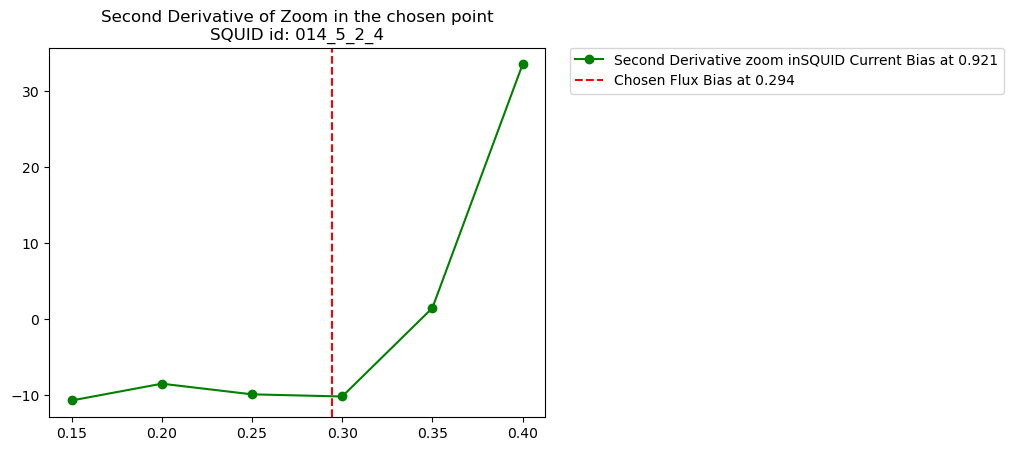 Second Derivative of Zoom in the chosen point
SQUID id: 014_5_2_4
Second Derivative zoom inSQUID Current Bias at 0.921
Chosen Flux Bias at 0.294
30
20
10
0
−10
0.15 0.20 0.25 0.30 0.35 0.40